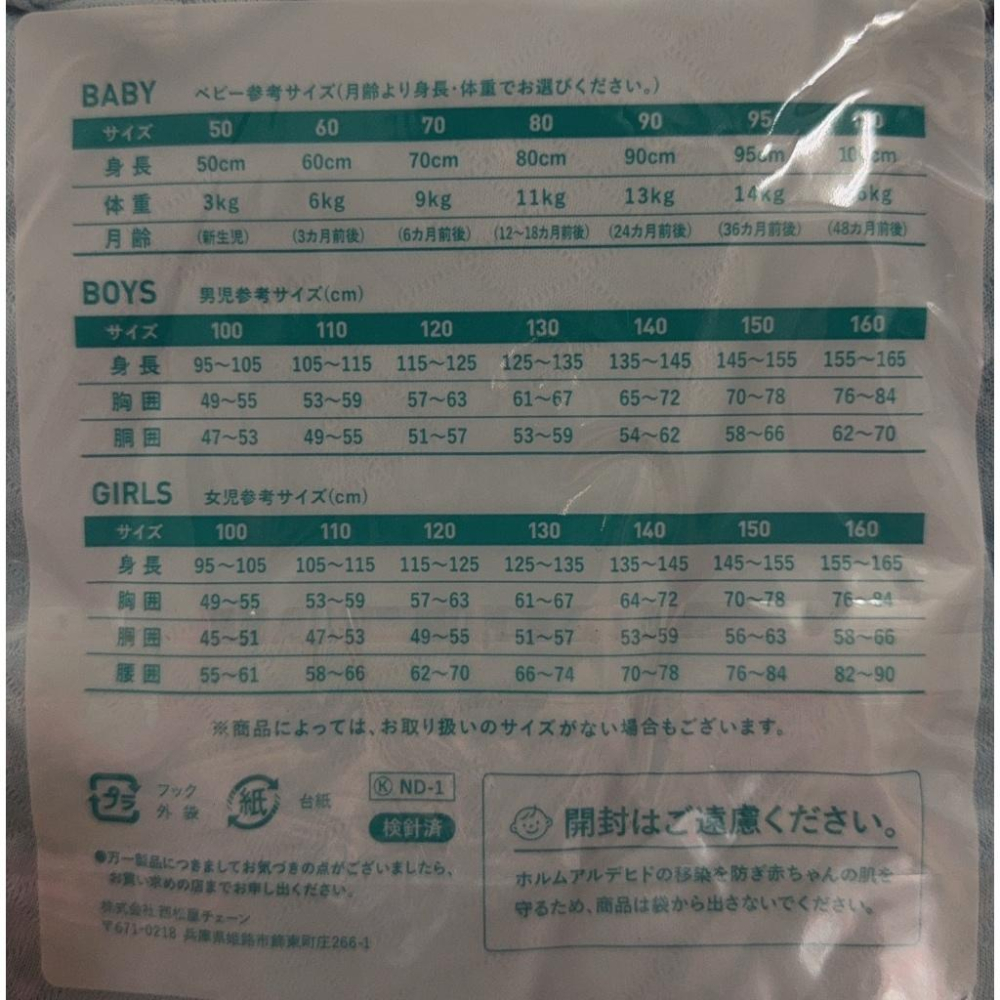 BABY ベビー参考サイズ(月齢より身長・体重でお選びください。)
サイズ 50 60 70 80 90 95
身長 50cm 60cm 70cm 80cm 90cm 95cm
体重 3kg 6kg 9kg 11kg 13kg 14kg
月齢 (新生児) (3カ月前後) (6カ月前後) (12〜18カ月前後) (24カ月前後) (36カ月前後) (48カ月前後)
BOYS 男児参考サイズ(cm)
サイズ 100 110 120 130 140 150 160
身長 95〜105 105〜115 115〜125 125〜135 135〜145 145〜155 155〜165
胸囲 49〜55 53〜59 57〜63 61〜67 65〜72 70〜78 76〜84
胴囲 47〜53 49〜55 51〜57 53〜59 54〜62 58〜66 62〜70
GIRLS 女児参考サイズ(cm)
サイズ 100 110 120 130 140 150 160
身長 95〜105 105〜115 115〜125 125〜135 135〜145 145〜155 155〜165
胸囲 49〜55 53〜59 57〜63 61〜67 64〜72 70〜78 76〜84
胴囲 45〜51 47〜53 49〜55 51〜57 53〜59 56〜63 58〜66
腰囲 55〜61 58〜66 62〜70 66〜74 70〜78 76〜84 82〜90
※商品によっては、お取り扱いのサイズがない場合もございます。
プラ フック
外袋
紙 台紙
Ⓚ ND-1
検針済
●万一製品につきましてお気づきの点がございましたら、
お買い求めの店までお申し出ください。
株式会社 西松屋チェーン
〒671-0218 兵庫県姫路市飾東町庄266-1
開封はご遠慮ください。
ホルムアルデヒドの移染を防ぎ赤ちゃんの肌を
守るため、商品は袋から出さないでください。